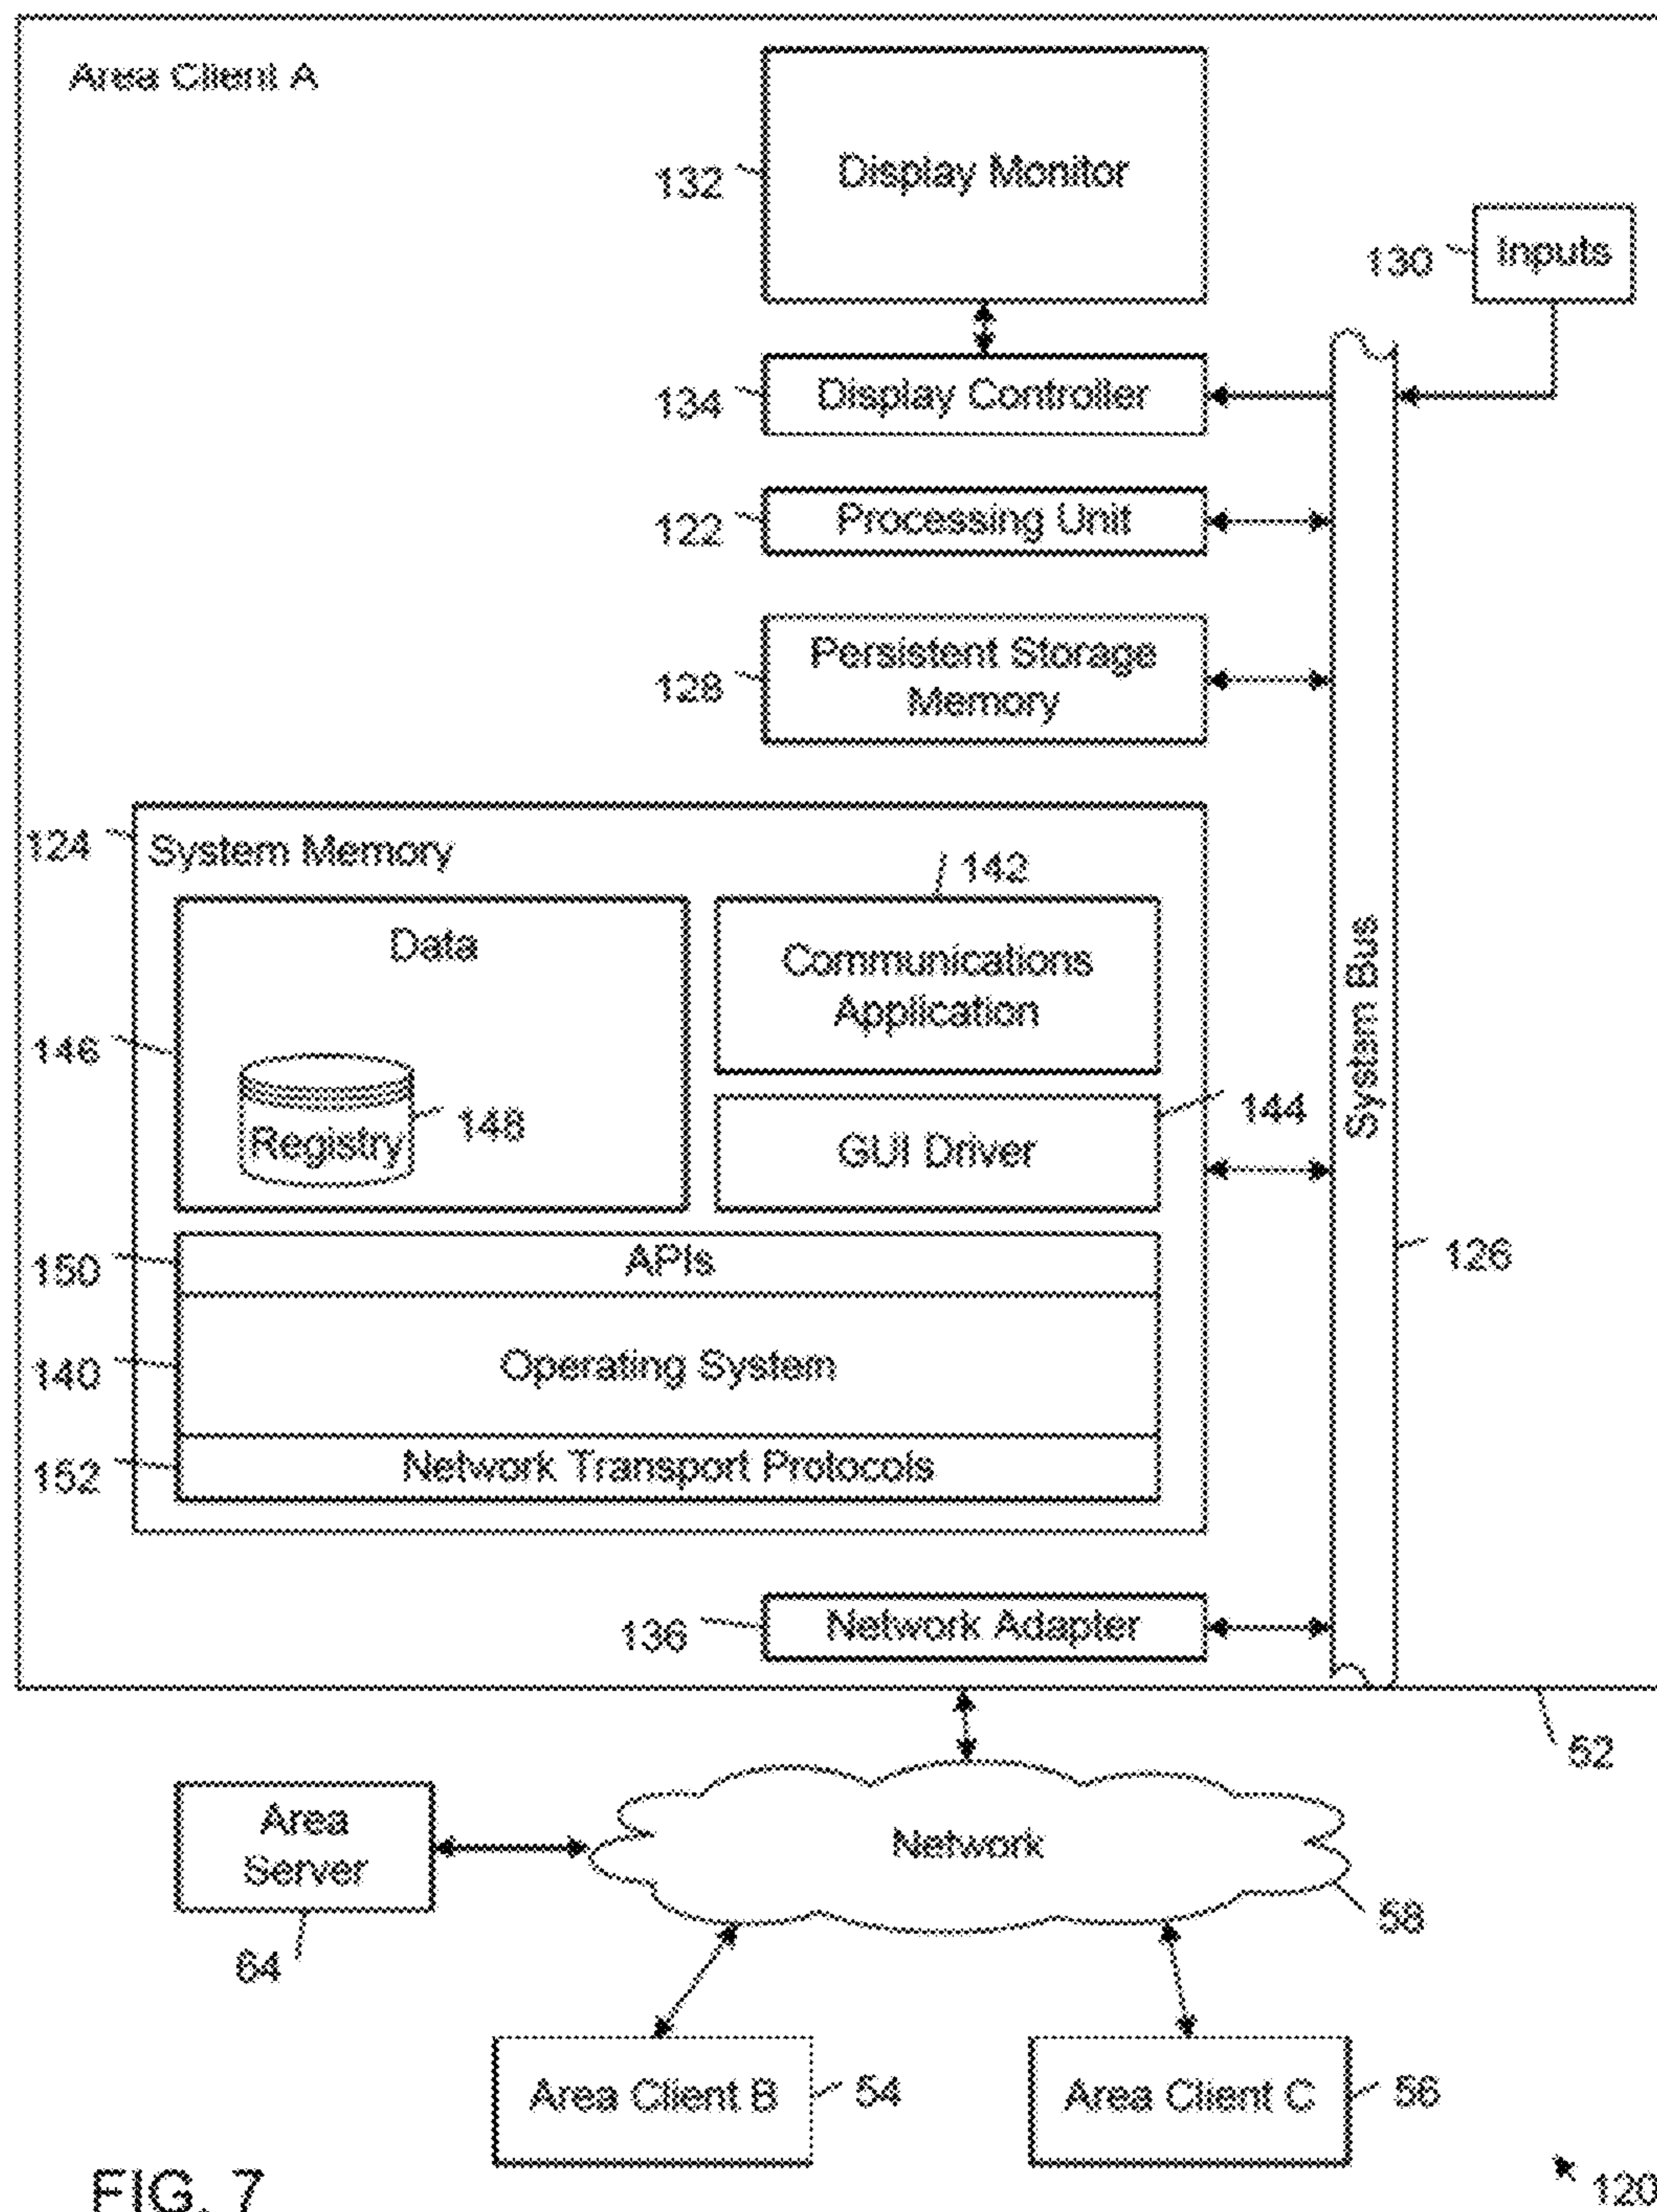 Area Client A
Display Monitor
132
Inputs
130
Display Controller
134
Processing Unit
122
Persistent Storage
Memory
128
124
System Memory
142
Data
Communications
Application
146
Registry
148
GUI Driver
144
System Bus
126
APIs
150
Operating System
140
Network Transport Protocols
152
Network Adapter
136
52
Area
Server
64
Network
58
Area Client B
54
Area Client C
56
FIG. 7
120